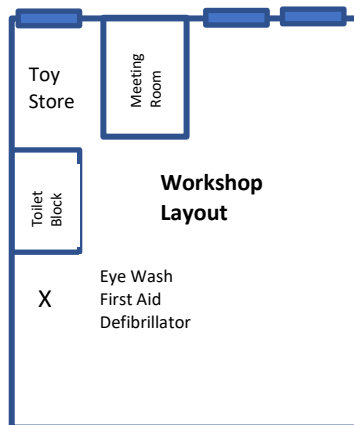 Toy
Store
Meeting
Room
Toilet
Block
Workshop
Layout
X
Eye Wash
First Aid
Defibrillator